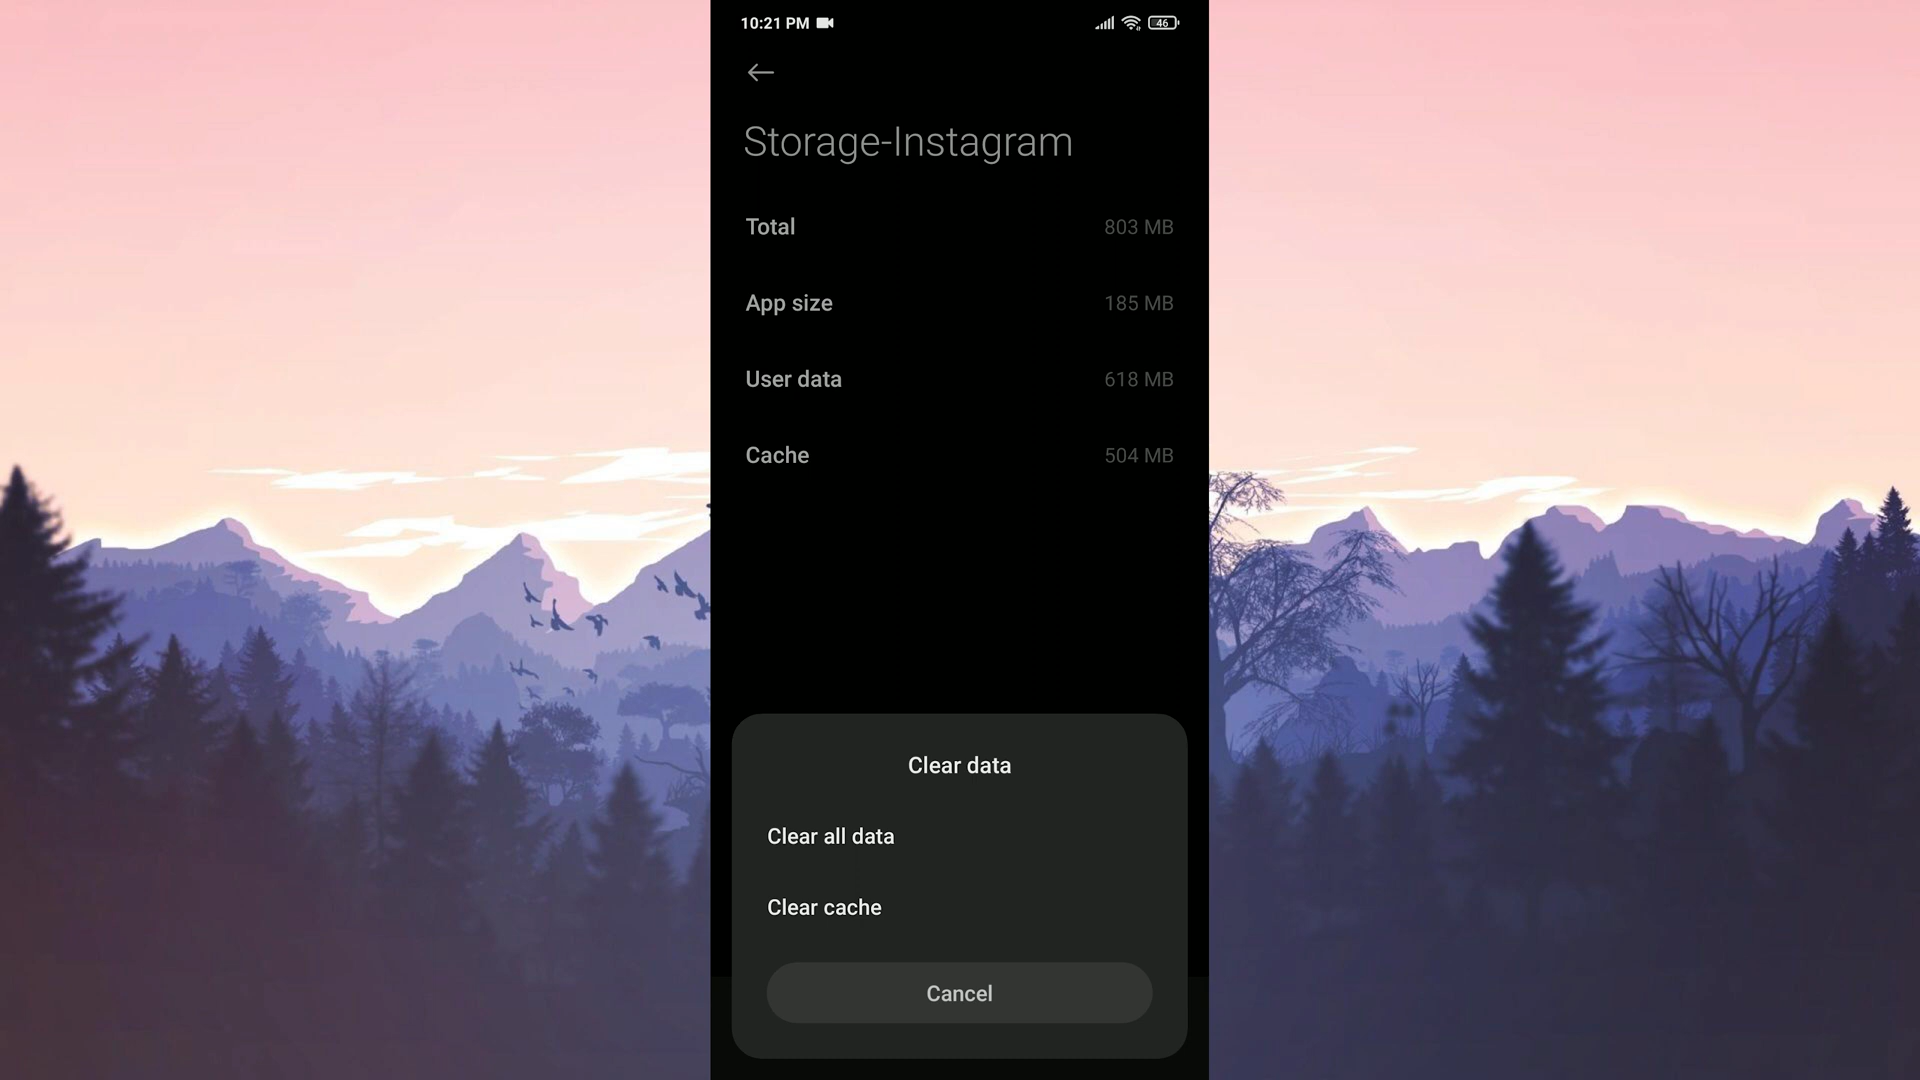 10:21 PM 46
Storage-Instagram
Total 803 MB
App size 185 MB
User data 618 MB
Cache 504 MB
Clear data
Clear all data
Clear cache
Cancel